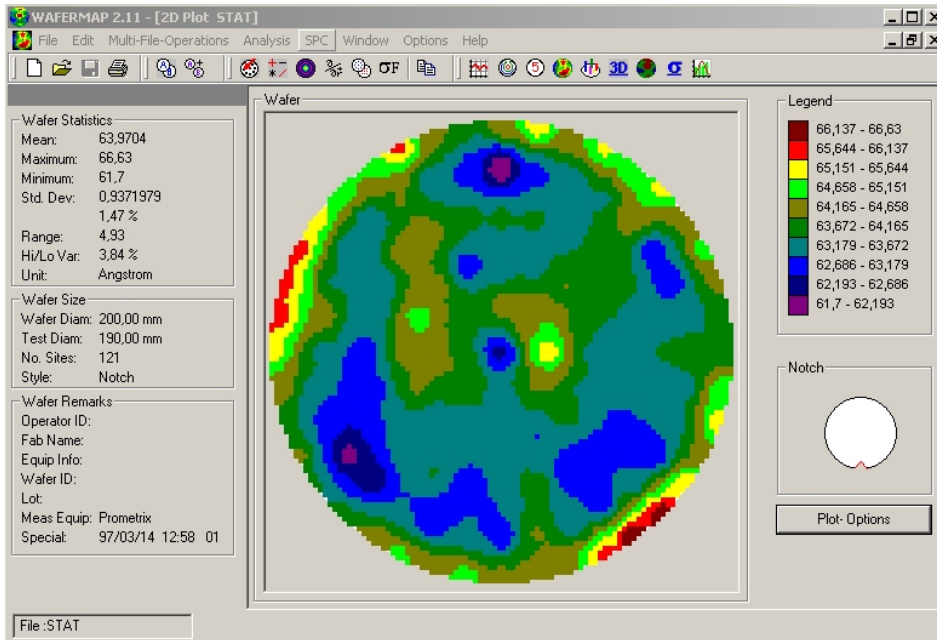 WAFERMAP 2.11 - [2D Plot STAT]
File Edit Multi-File-Operations Analysis SPC Window Options Help
σF 5 3D σ
Wafer Statistics
Mean: 63,9704
Maximum: 66,63
Minimum: 61,7
Std. Dev: 0,9371979
1,47 %
Range: 4,93
Hi/Lo Var: 3,84 %
Unit: Angstrom
Wafer Size
Wafer Diam: 200,00 mm
Test Diam: 190,00 mm
No. Sites: 121
Style: Notch
Wafer Remarks
Operator ID:
Fab Name:
Equip Info:
Wafer ID:
Lot:
Meas Equip: Prometrix
Special: 97/03/14 12:58 01
Wafer
Legend
66,137 - 66,63
65,644 - 66,137
65,151 - 65,644
64,658 - 65,151
64,165 - 64,658
63,672 - 64,165
63,179 - 63,672
62,686 - 63,179
62,193 - 62,686
61,7 - 62,193
Notch
Plot- Options
File :STAT